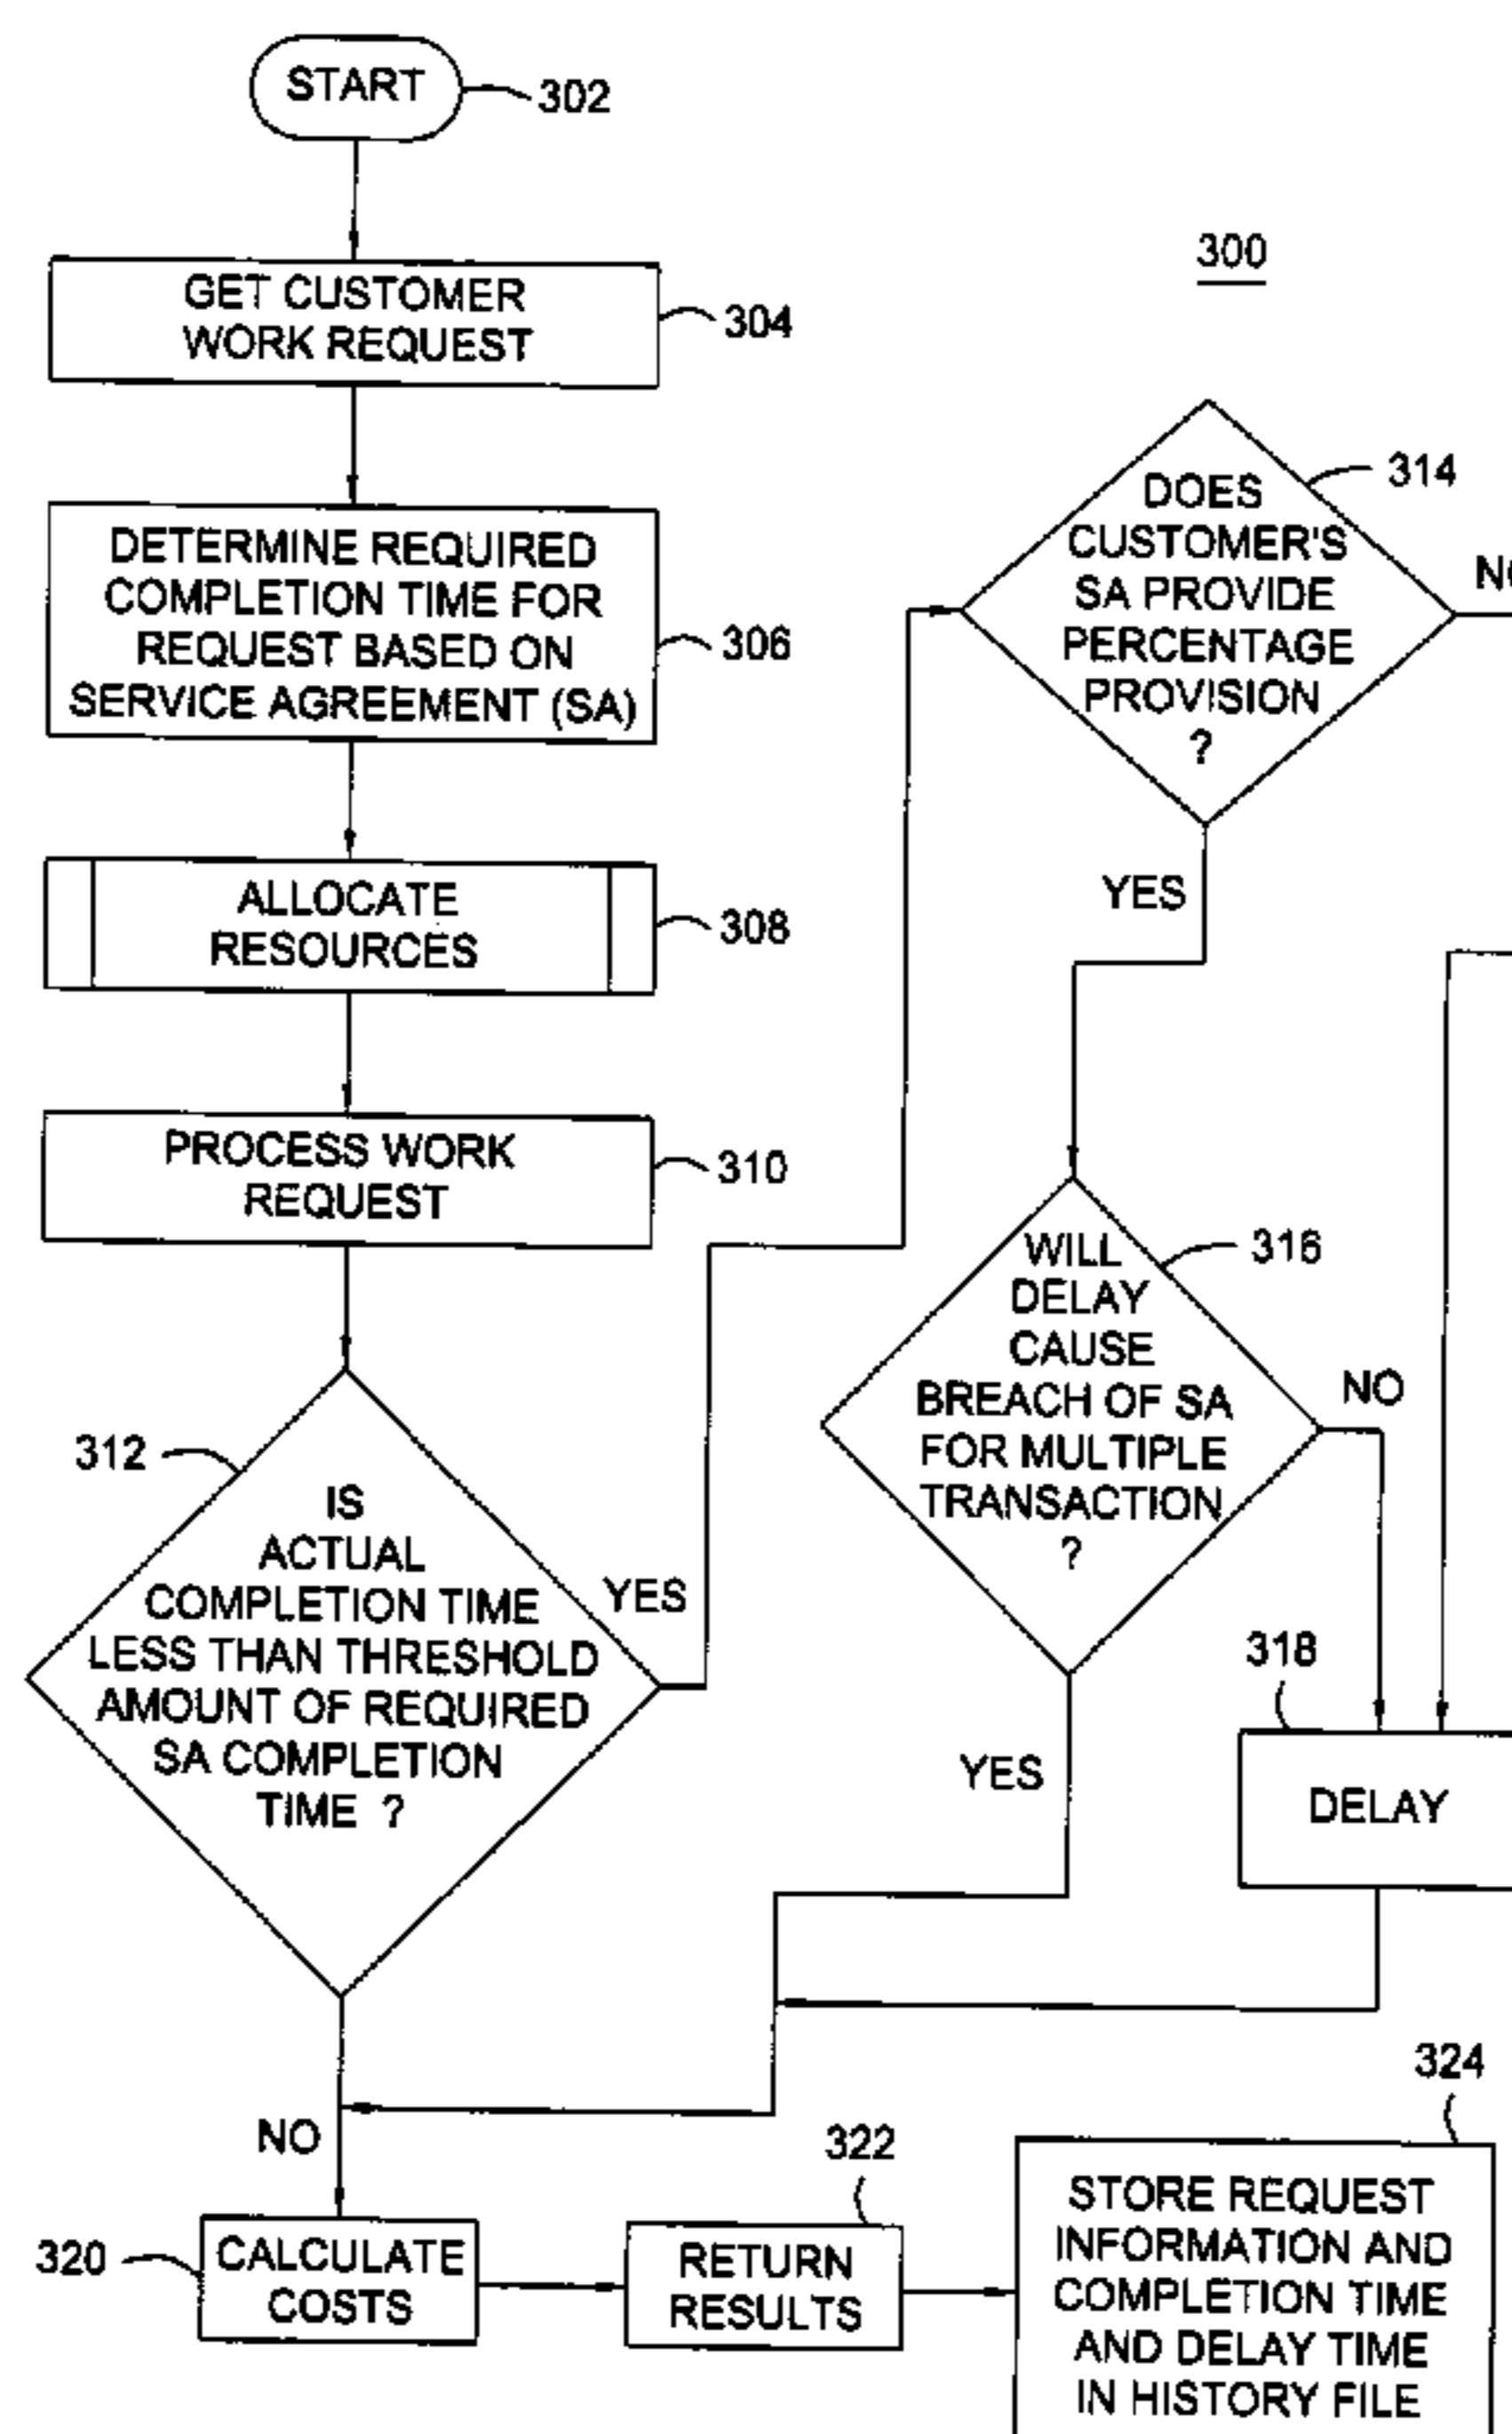 START
302
GET CUSTOMER
WORK REQUEST
304
DETERMINE REQUIRED
COMPLETION TIME FOR
REQUEST BASED ON
SERVICE AGREEMENT (SA)
306
ALLOCATE
RESOURCES
308
PROCESS WORK
REQUEST
310
312
IS
ACTUAL
COMPLETION TIME
LESS THAN THRESHOLD
AMOUNT OF REQUIRED
SA COMPLETION
TIME ?
YES
NO
300
DOES
CUSTOMER'S
SA PROVIDE
PERCENTAGE
PROVISION
?
314
YES
WILL
DELAY
CAUSE
BREACH OF SA
FOR MULTIPLE
TRANSACTION
?
316
NO
YES
318
DELAY
320
CALCULATE
COSTS
322
RETURN
RESULTS
324
STORE REQUEST
INFORMATION AND
COMPLETION TIME
AND DELAY TIME
IN HISTORY FILE